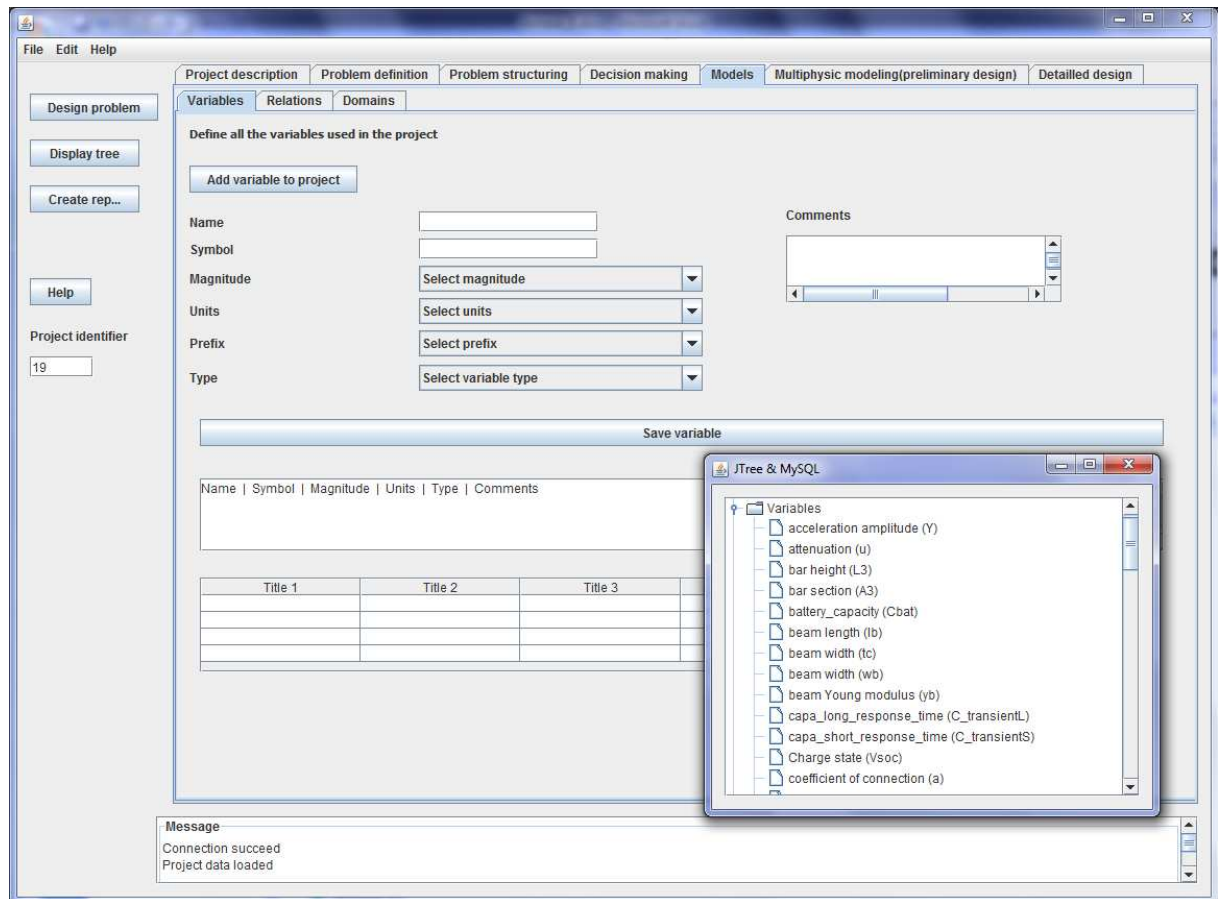 File Edit Help
Project description Problem definition Problem structuring Decision making Models Multiphysic modeling(preliminary design) Detailled design
Design problem
Display tree
Create rep...
Help
Project identifier
19
Variables Relations Domains
Define all the variables used in the project
Add variable to project
Name
Symbol
Magnitude Select magnitude
Units Select units
Prefix Select prefix
Type Select variable type
Comments
Save variable
Name | Symbol | Magnitude | Units | Type | Comments
Title 1 Title 2 Title 3
JTree & MySQL
Variables
acceleration amplitude (Y)
attenuation (u)
bar height (L3)
bar section (A3)
battery_capacity (Cbat)
beam length (lb)
beam width (tc)
beam width (wb)
beam Young modulus (yb)
capa_long_response_time (C_transientL)
capa_short_response_time (C_transientS)
Charge state (Vsoc)
coefficient of connection (a)
Message
Connection succeed
Project data loaded